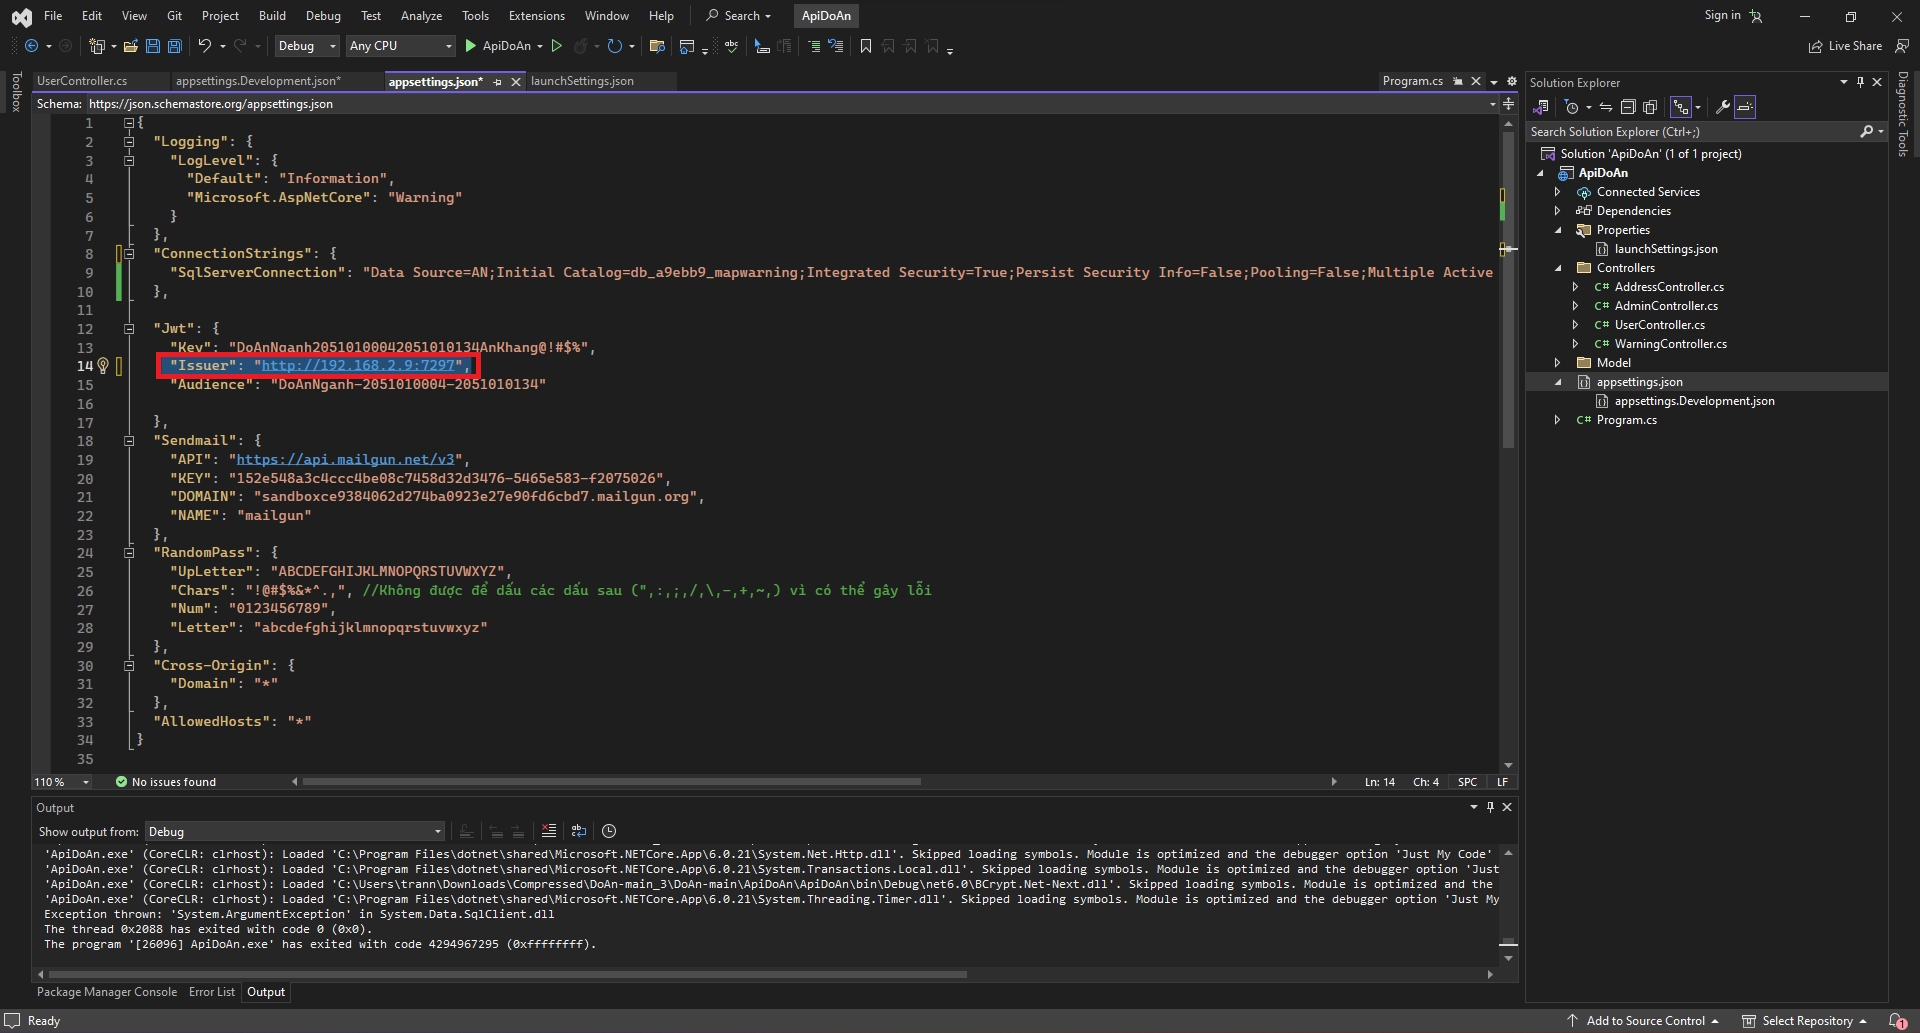 File Edit View Git Project Build Debug Test Analyze Tools Extensions Window Help Search ApiDoAn Sign in
Debug Any CPU ApiDoAn Live Share
Toolbox
UserController.cs appsettings.Development.json* appsettings.json* launchSettings.json Program.cs
Schema: https://json.schemastore.org/appsettings.json
1 {
2 "Logging": {
3 "LogLevel": {
4 "Default": "Information",
5 "Microsoft.AspNetCore": "Warning"
6 }
7 },
8 "ConnectionStrings": {
9 "SqlServerConnection": "Data Source=AN;Initial Catalog=db_a9ebb9_mapwarning;Integrated Security=True;Persist Security Info=False;Pooling=False;Multiple Active
10 },
11
12 "Jwt": {
13 "Key": "DoAnNganh20510100042051010134AnKhang@!#$%",
14 "Issuer": "http://192.168.2.9:7297",
15 "Audience": "DoAnNganh-2051010004-2051010134"
16
17 },
18 "Sendmail": {
19 "API": "https://api.mailgun.net/v3",
20 "KEY": "152e548a3c4ccc4be08c7458d32d3476-5465e583-f2075026",
21 "DOMAIN": "sandboxce9384062d274ba0923e27e90fd6cbd7.mailgun.org",
22 "NAME": "mailgun"
23 },
24 "RandomPass": {
25 "UpLetter": "ABCDEFGHIJKLMNOPQRSTUVWXYZ",
26 "Chars": "!@#$%&*^.,", //Không được để dấu các dấu sau (",:,;,/,\,-,+,~,) vì có thể gây lỗi
27 "Num": "0123456789",
28 "Letter": "abcdefghijklmnopqrstuvwxyz"
29 },
30 "Cross-Origin": {
31 "Domain": "*"
32 },
33 "AllowedHosts": "*"
34 }
35
110 % No issues found Ln: 14 Ch: 4 SPC LF
Output
Show output from: Debug
'ApiDoAn.exe' (CoreCLR: clrhost): Loaded 'C:\Program Files\dotnet\shared\Microsoft.NETCore.App\6.0.21\System.Net.Http.dll'. Skipped loading symbols. Module is optimized and the debugger option 'Just My Code'
'ApiDoAn.exe' (CoreCLR: clrhost): Loaded 'C:\Program Files\dotnet\shared\Microsoft.NETCore.App\6.0.21\System.Transactions.Local.dll'. Skipped loading symbols. Module is optimized and the debugger option 'Just
'ApiDoAn.exe' (CoreCLR: clrhost): Loaded 'C:\Users\trann\Downloads\Compressed\DoAn-main_3\DoAn-main\ApiDoAn\ApiDoAn\bin\Debug\net6.0\BCrypt.Net-Next.dll'. Skipped loading symbols. Module is optimized and the
'ApiDoAn.exe' (CoreCLR: clrhost): Loaded 'C:\Program Files\dotnet\shared\Microsoft.NETCore.App\6.0.21\System.Threading.Timer.dll'. Skipped loading symbols. Module is optimized and the debugger option 'Just My
Exception thrown: 'System.ArgumentException' in System.Data.SqlClient.dll
The thread 0x2088 has exited with code 0 (0x0).
The program '[26096] ApiDoAn.exe' has exited with code 4294967295 (0xffffffff).
Package Manager Console Error List Output
Solution Explorer
Search Solution Explorer (Ctrl+;)
Solution 'ApiDoAn' (1 of 1 project)
ApiDoAn
Connected Services
Dependencies
Properties
launchSettings.json
Controllers
C# AddressController.cs
C# AdminController.cs
C# UserController.cs
C# WarningController.cs
Model
appsettings.json
appsettings.Development.json
C# Program.cs
Diagnostic Tools
Ready Add to Source Control Select Repository 1